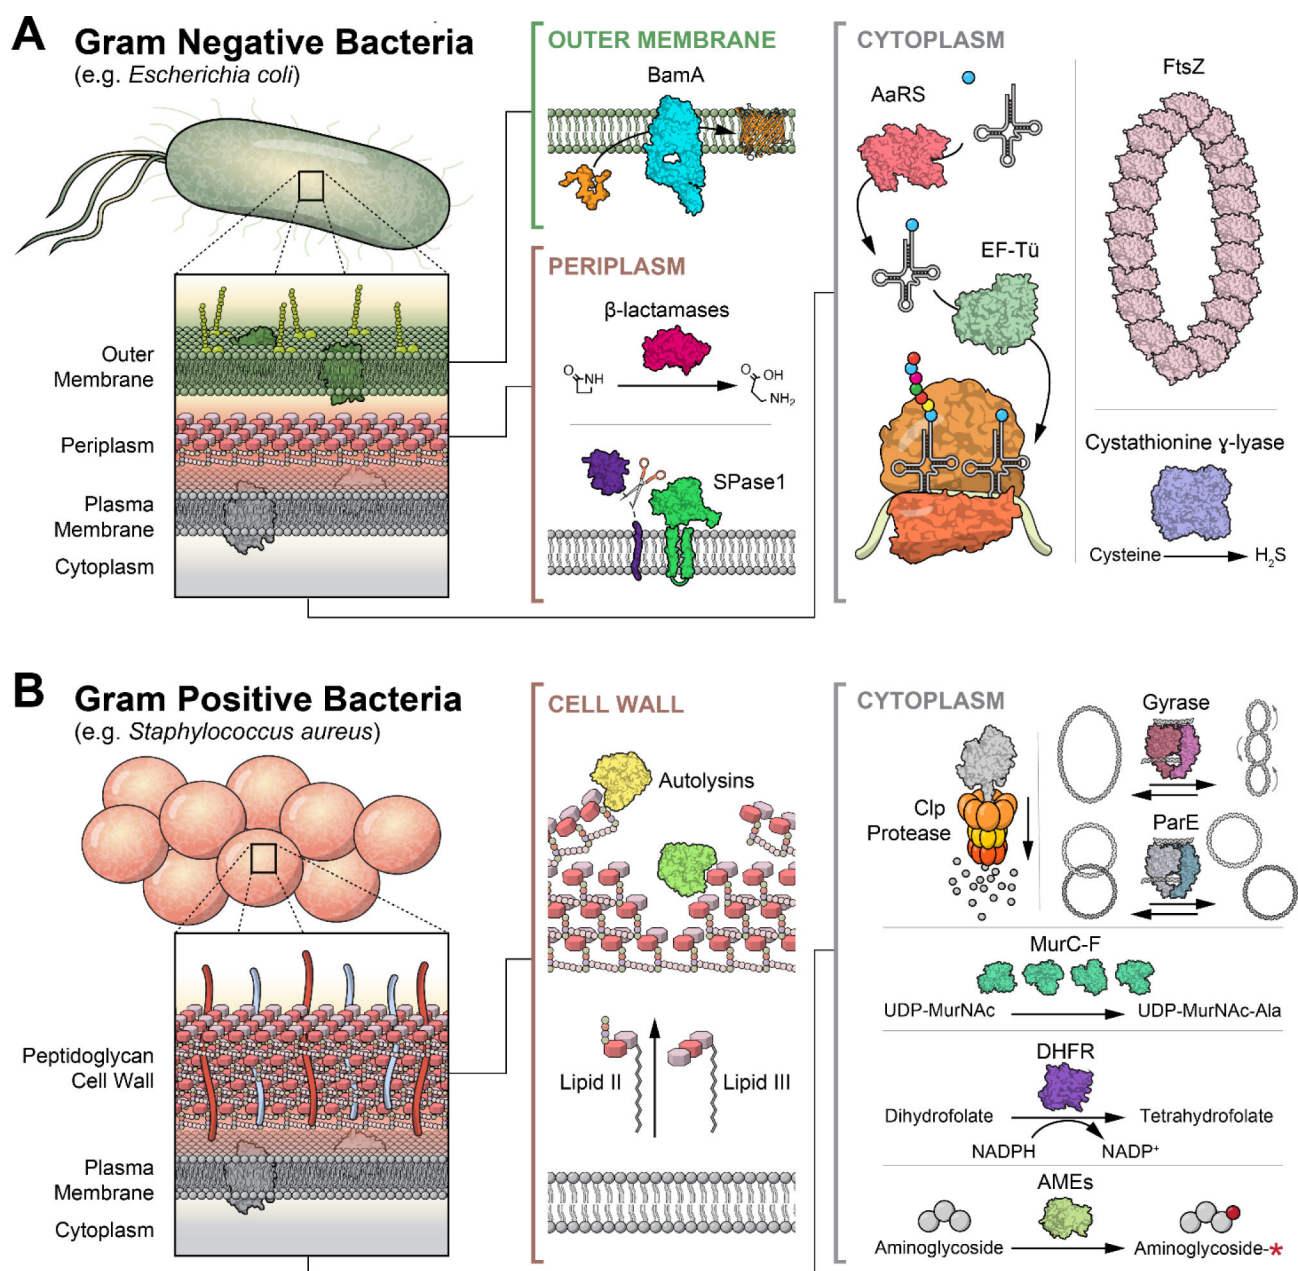 A
Gram Negative Bacteria
(e.g. Escherichia coli)
Outer
Membrane
Periplasm
Plasma
Membrane
Cytoplasm
OUTER MEMBRANE
BamA
PERIPLASM
β-lactamases
O
NH
O
OH
NH₂
SPase1
CYTOPLASM
AaRS
EF-Tü
FtsZ
Cystathionine γ-lyase
Cysteine
H₂S
B
Gram Positive Bacteria
(e.g. Staphylococcus aureus)
Peptidoglycan
Cell Wall
Plasma
Membrane
Cytoplasm
CELL WALL
Autolysins
Lipid II
Lipid III
CYTOPLASM
Clp
Protease
Gyrase
ParE
MurC-F
UDP-MurNAc
UDP-MurNAc-Ala
DHFR
Dihydrofolate
Tetrahydrofolate
NADPH
NADP⁺
AMEs
Aminoglycoside
Aminoglycoside-*